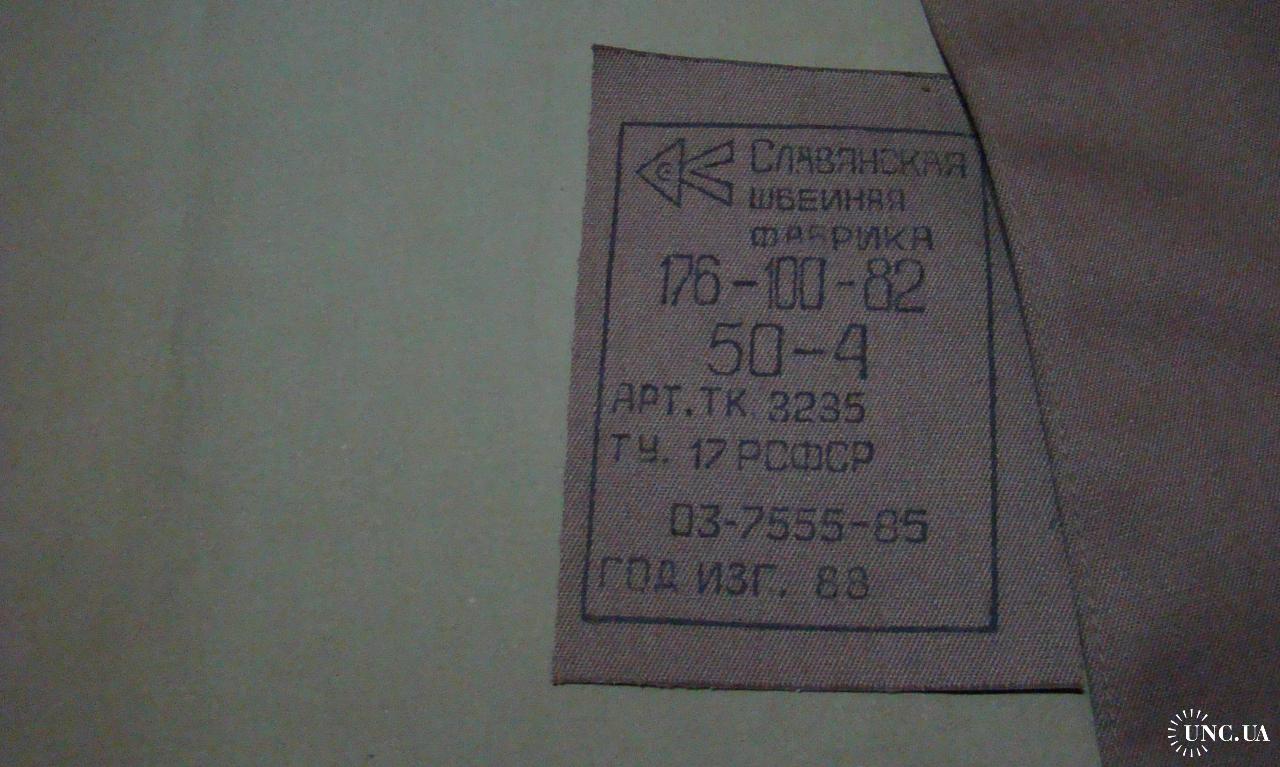 Славянская
швейная
фабрика
176-100-82
50-4
АРТ. ТК 3235
ТУ. 17 РСФСР
03-7555-85
ГОД ИЗГ. 88
UNC.UA